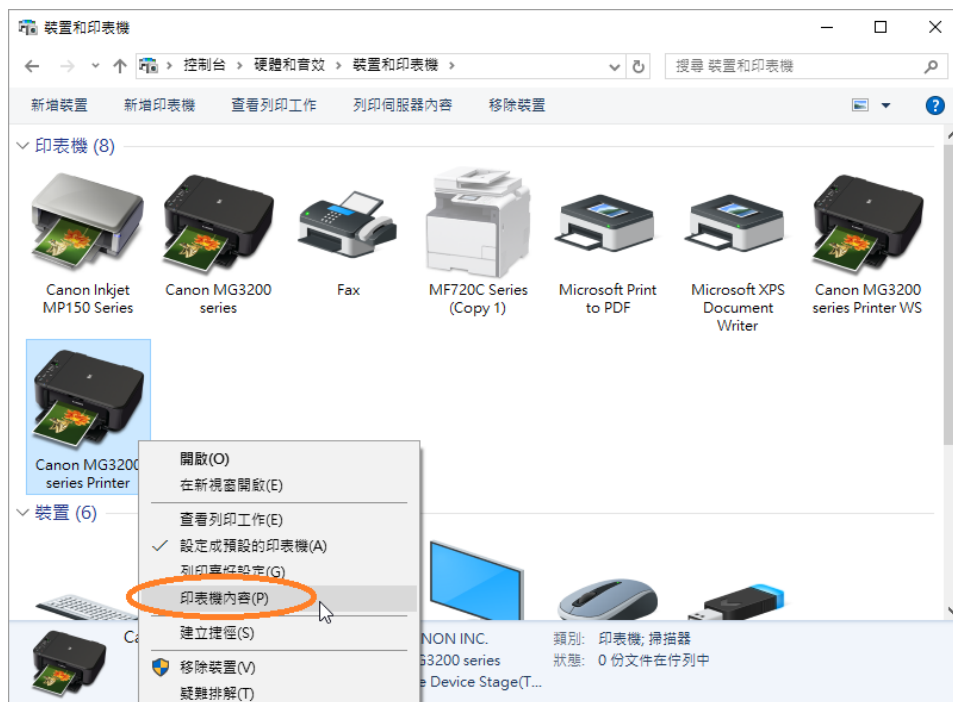 裝置和印表機
控制台 › 硬體和音效 › 裝置和印表機 ›
搜尋 裝置和印表機
新增裝置 新增印表機 查看列印工作 列印伺服器內容 移除裝置
印表機 (8)
Canon Inkjet
MP150 Series
Canon MG3200
series
Fax
MF720C Series
(Copy 1)
Microsoft Print
to PDF
Microsoft XPS
Document
Writer
Canon MG3200
series Printer WS
Canon MG3200
series Printer
開啟(O)
在新視窗開啟(E)
查看列印工作(E)
設定成預設的印表機(A)
列印喜好設定(G)
印表機內容(P)
建立捷徑(S)
移除裝置(V)
疑難排解(T)
裝置 (6)
Ca
NON INC.
類別: 印表機; 掃描器
G3200 series
狀態: 0 份文件在佇列中
e Device Stage(T...